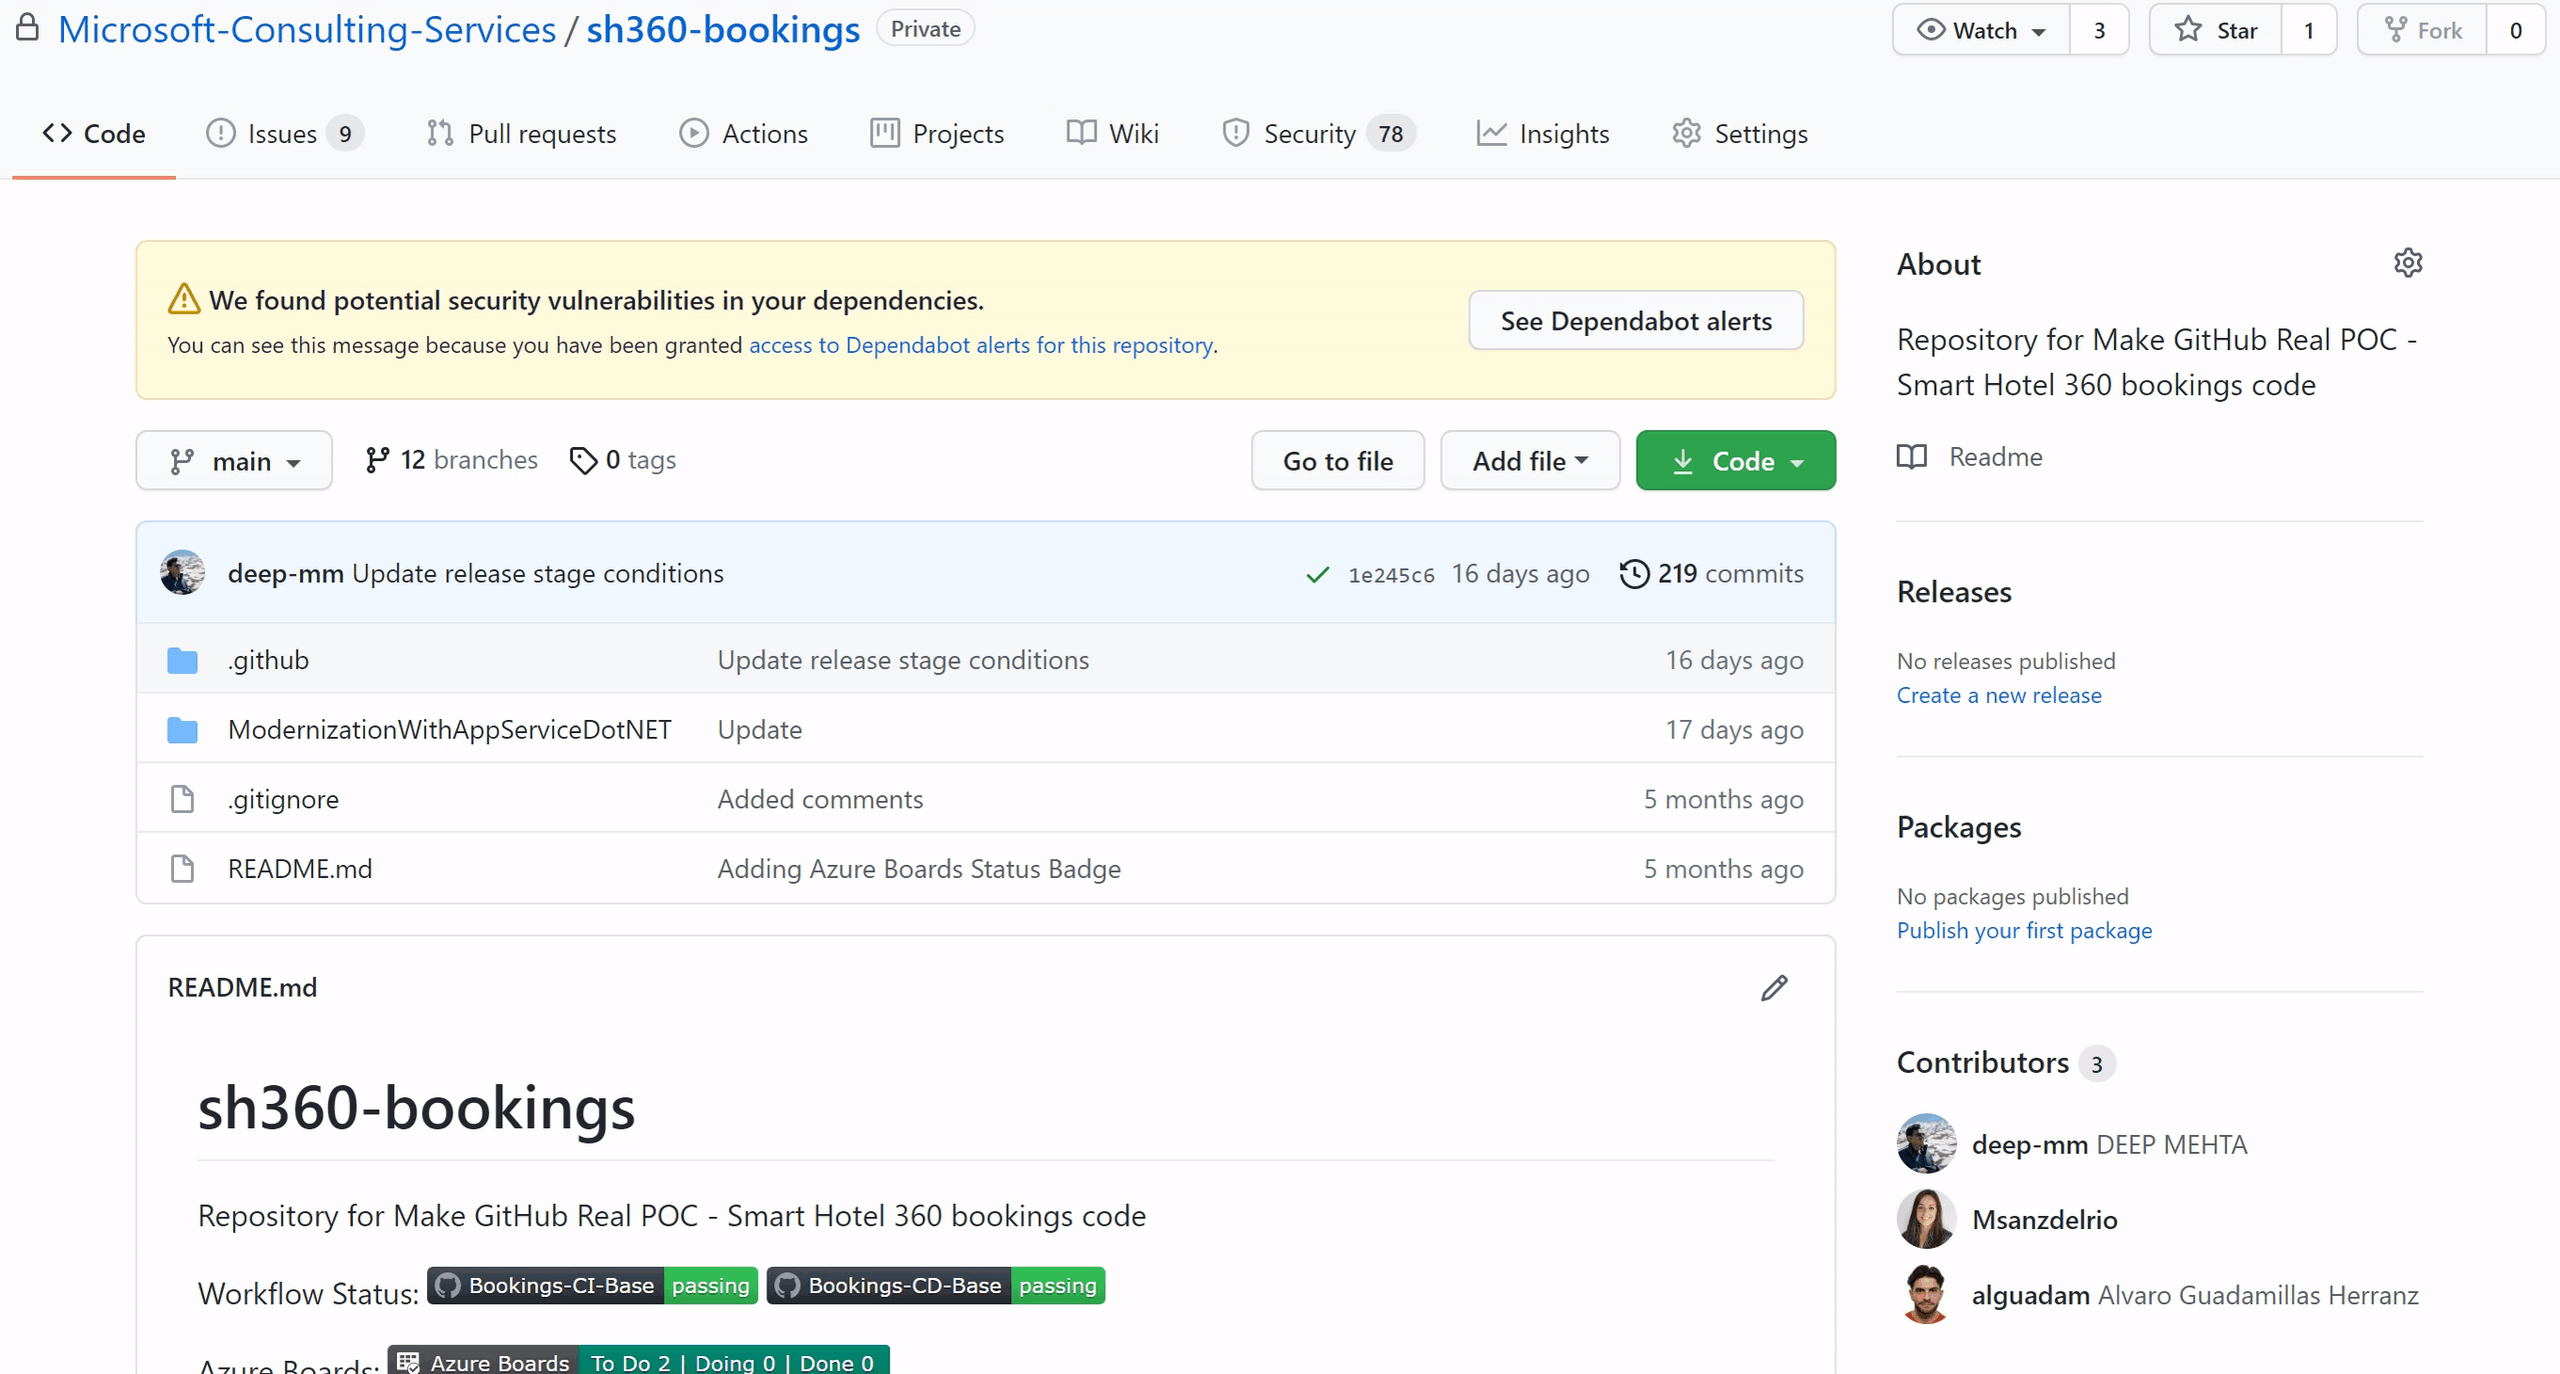 Microsoft-Consulting-Services / sh360-bookings Private Watch 3 Star 1 Fork 0
Code Issues 9 Pull requests Actions Projects Wiki Security 78 Insights Settings
We found potential security vulnerabilities in your dependencies.
You can see this message because you have been granted access to Dependabot alerts for this repository.
See Dependabot alerts
main 12 branches 0 tags Go to file Add file Code
deep-mm Update release stage conditions 1e245c6 16 days ago 219 commits
.github Update release stage conditions 16 days ago
ModernizationWithAppServiceDotNET Update 17 days ago
.gitignore Added comments 5 months ago
README.md Adding Azure Boards Status Badge 5 months ago
README.md
sh360-bookings
Repository for Make GitHub Real POC - Smart Hotel 360 bookings code
Workflow Status: Bookings-CI-Base passing Bookings-CD-Base passing
Azure Boards: Azure Boards To Do 2 | Doing 0 | Done 0
About
Repository for Make GitHub Real POC -
Smart Hotel 360 bookings code
Readme
Releases
No releases published
Create a new release
Packages
No packages published
Publish your first package
Contributors 3
deep-mm DEEP MEHTA
Msanzdelrio
alguadam Alvaro Guadamillas Herranz